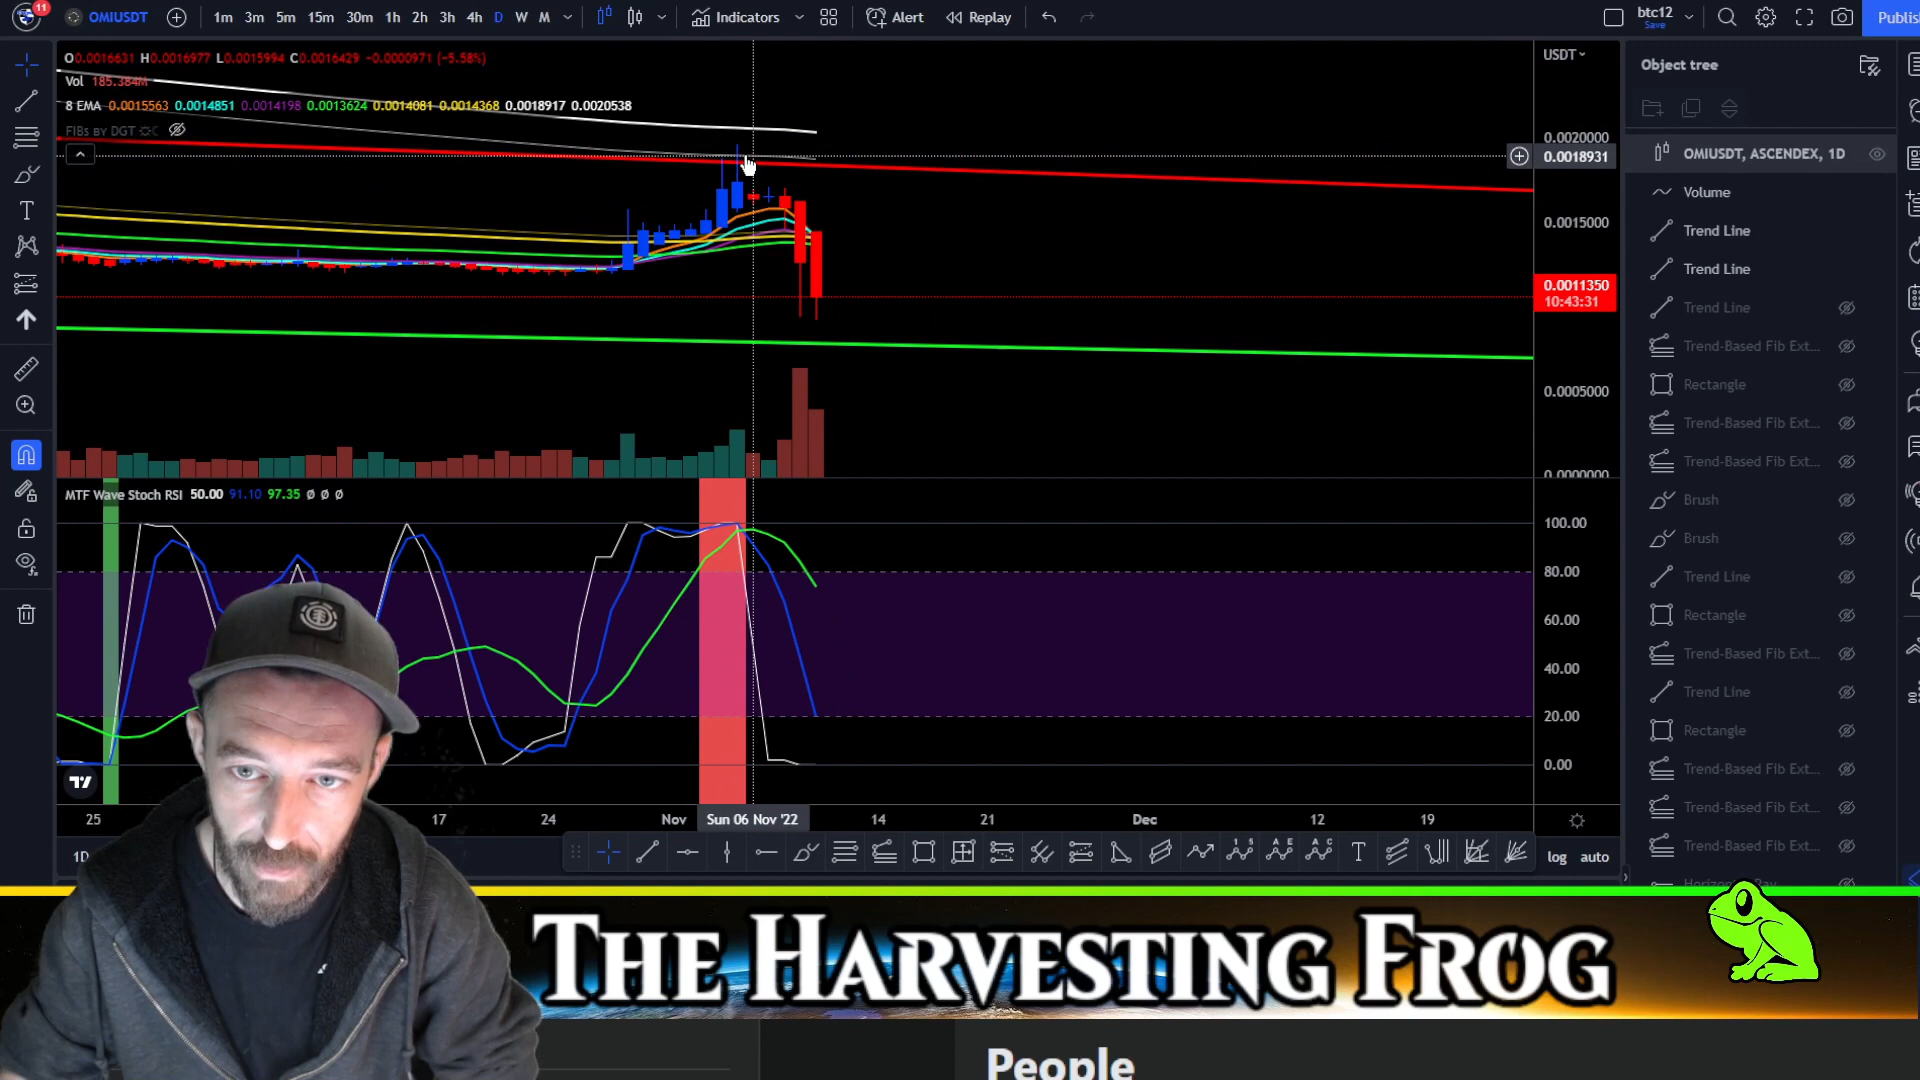 11
OMIUSDT 1m 3m 5m 15m 30m 1h 2h 3h 4h D W M Indicators Alert Replay btc12 Save Publis
O0.0016631 H0.0016977 L0.0015994 C0.0016429 -0.0000971 (-5.58%)
Vol 185.384M
8 EMA 0.0015563 0.0014851 0.0014198 0.0013624 0.0014081 0.0014368 0.0018917 0.0020538
FIBs by DGT
USDT
0.0020000
0.0018931
0.0015000
0.0011350
10:43:31
0.0005000
0.0000000
MTF Wave Stoch RSI 50.00 91.10 97.35 ø ø ø
100.00
80.00
60.00
40.00
20.00
0.00
25 17 24 Nov Sun 06 Nov '22 14 21 Dec 12 19
1D
log auto
Object tree
OMIUSDT, ASCENDEX, 1D
Volume
Trend Line
Trend Line
Trend Line
Trend-Based Fib Ext...
Rectangle
Trend-Based Fib Ext...
Trend-Based Fib Ext...
Brush
Brush
Trend Line
Rectangle
Trend-Based Fib Ext...
Trend Line
Rectangle
Trend-Based Fib Ext...
Trend-Based Fib Ext...
Trend-Based Fib Ext...
THE HARVESTING FROG
People